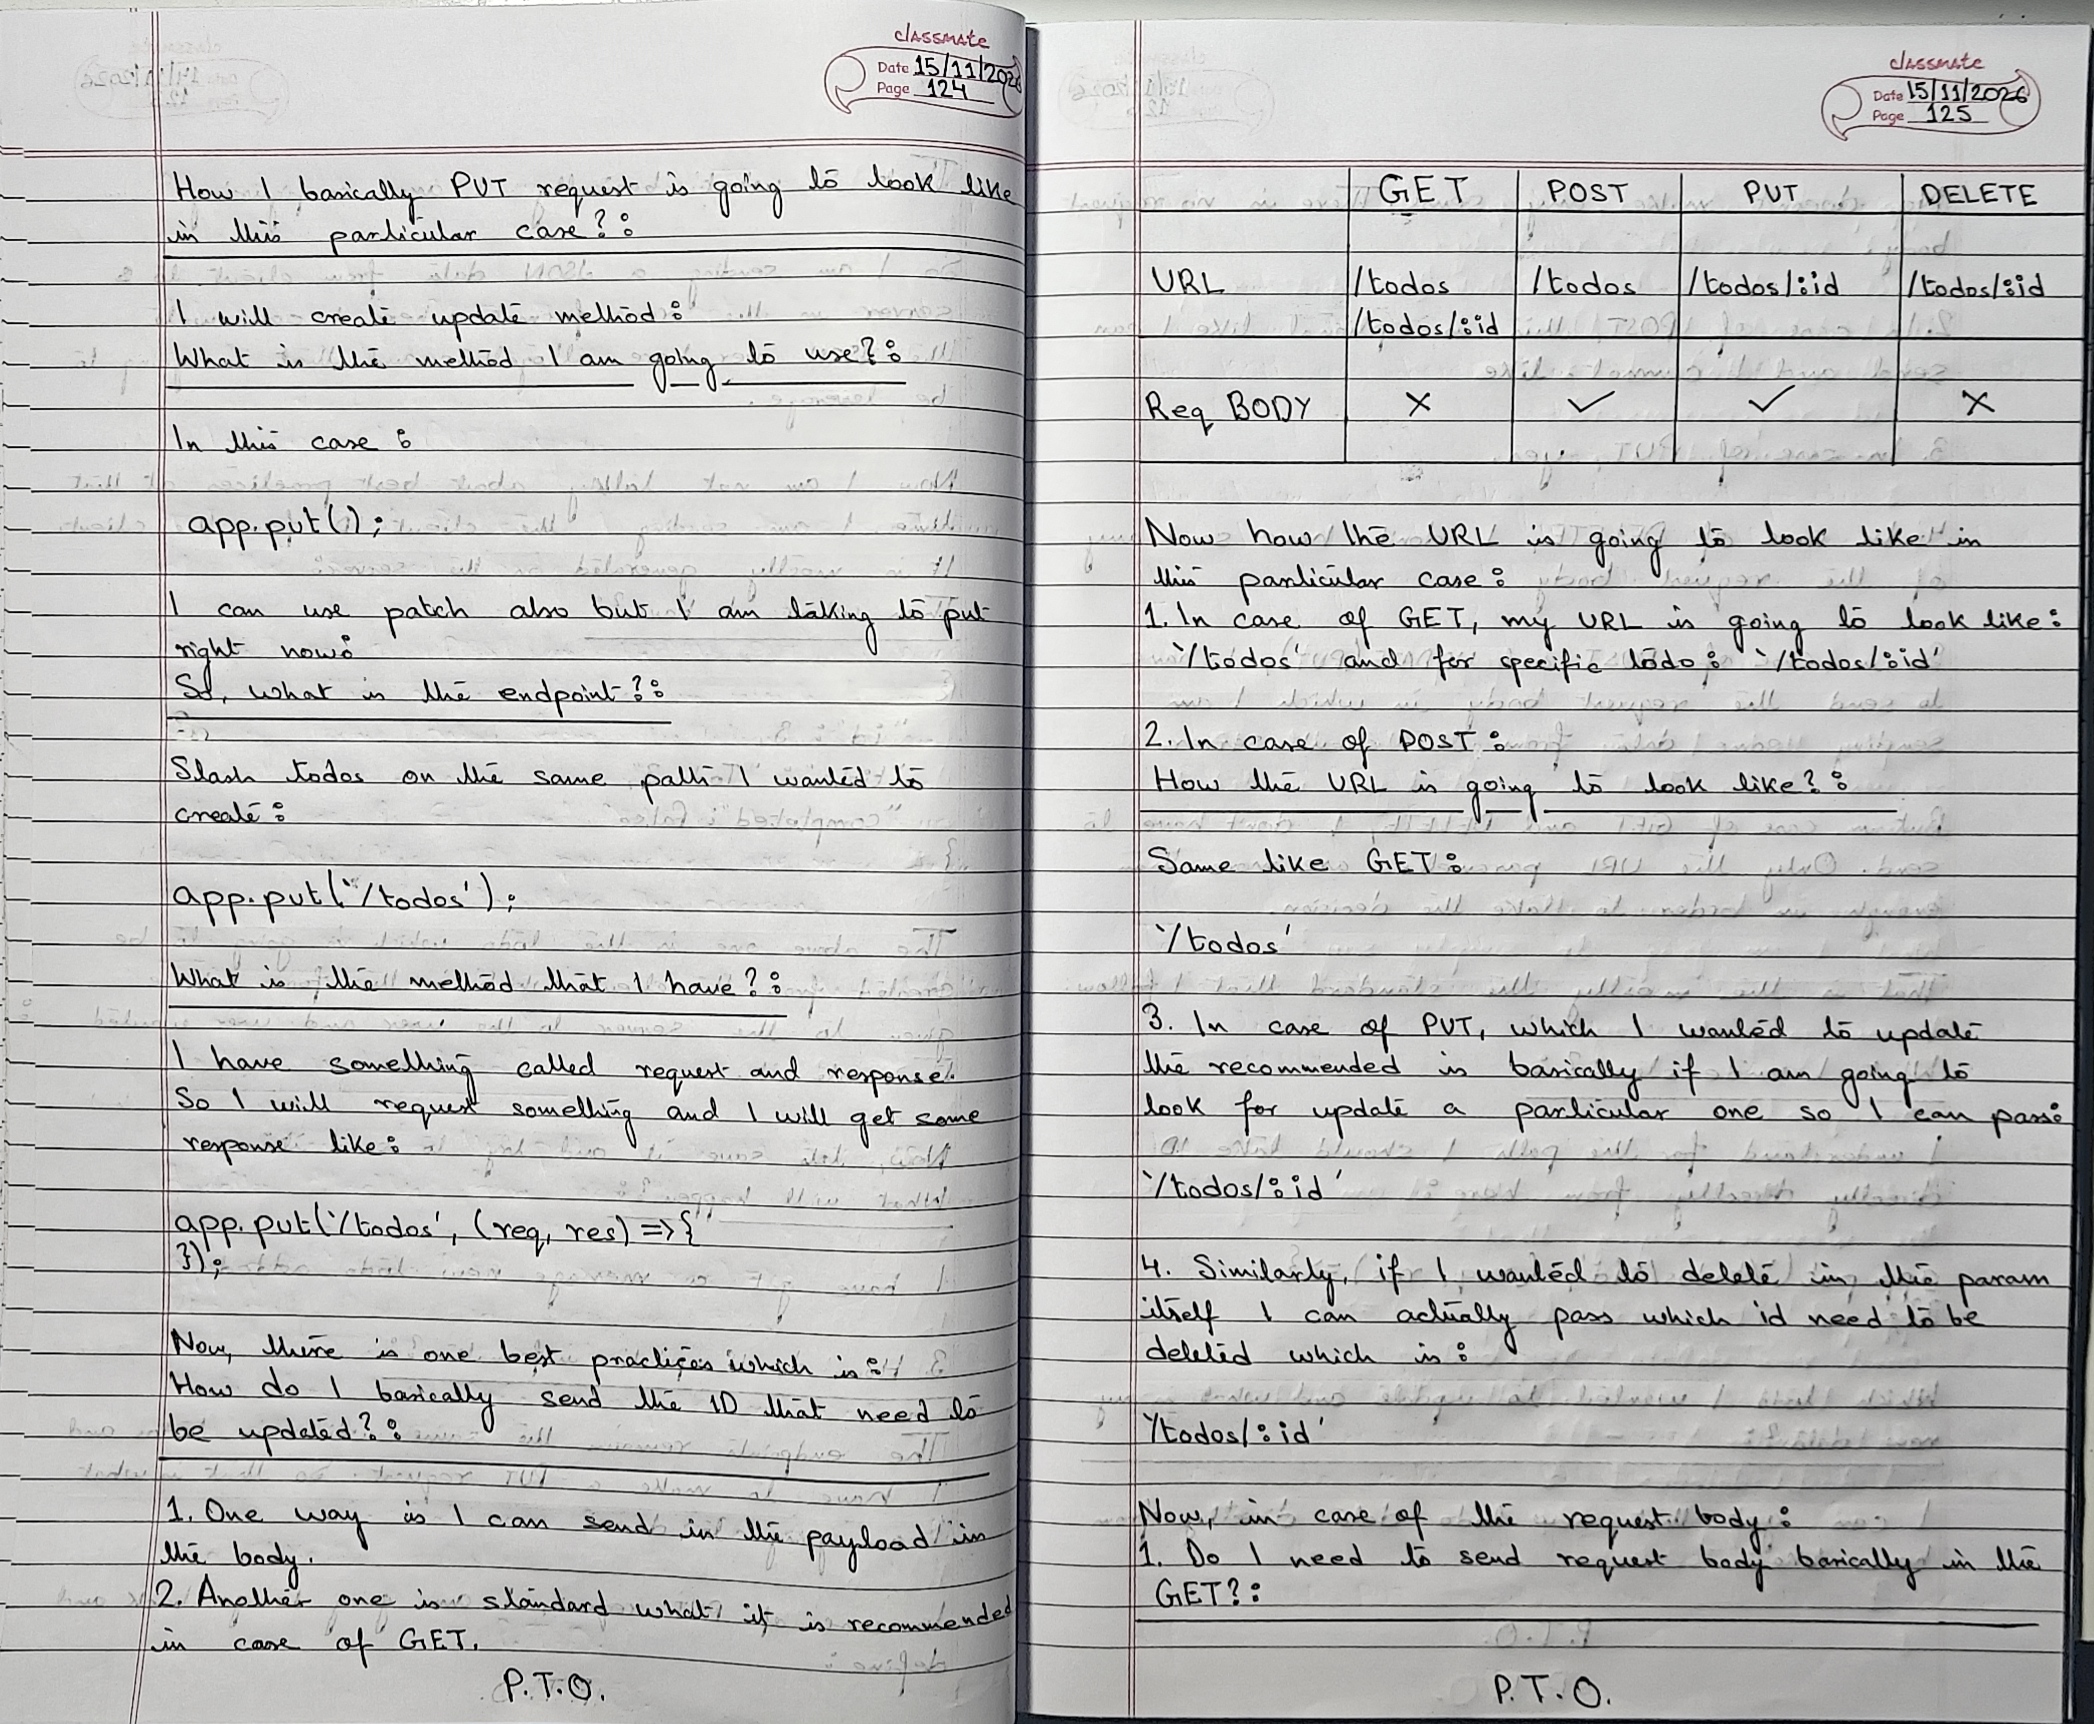 classmate
Date 15/11/2026
Page 124
How I basically PUT request is going to look like
in this particular case?:
I will create update method:
What is the method I am going to use?:
In this case:
app.put();
I can use patch also but I am taking to put
right now:
So, what is the endpoint?:
Slash todos on the same path I wanted to
create:
app.put('/todos');
What is the method that I have?:
I have something called request and response.
So I will request something and I will get some
response like:
app.put('/todos', (req, res) =>{
});
Now, there is one best practices which is:
How do I basically send the ID that need to
be updated?:
1. One way is I can send in the payload in
the body.
2. Another one is standard what it is recommended
in case of GET.
P.T.O.
classmate
Date 15/11/2026
Page 125
GET POST PUT DELETE
URL /todos /todos /todos/:id /todos/:id
/todos/:id
Req BODY × ✓ ✓ ×
Now how the URL is going to look like in
this particular case:
1. In case of GET, my URL is going to look like:
'/todos' and for specific todo: '/todos/:id'
2. In case of POST:
How the URL is going to look like?:
Same like GET:
'/todos'
3. In case of PUT, which I wanted to update
the recommended is basically if I am going to
look for update a particular one so I can pass:
'/todos/:id'
4. Similarly, if I wanted to delete in the param
itself I can actually pass which id need to be
deleted which is:
'/todos/:id'
Now, in case of the request body:
1. Do I need to send request body basically in the
GET?:
P.T.O.